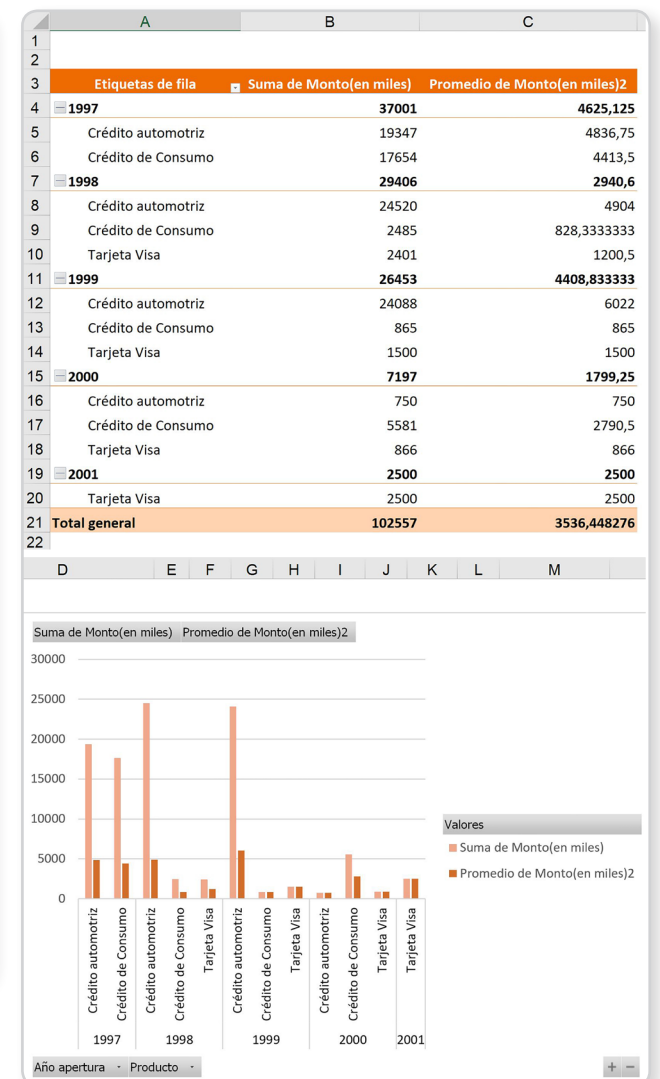 A B C
1
2
3 Etiquetas de fila Suma de Monto(en miles) Promedio de Monto(en miles)2
4 1997 37001 4625,125
5 Crédito automotriz 19347 4836,75
6 Crédito de Consumo 17654 4413,5
7 1998 29406 2940,6
8 Crédito automotriz 24520 4904
9 Crédito de Consumo 2485 828,3333333
10 Tarjeta Visa 2401 1200,5
11 1999 26453 4408,833333
12 Crédito automotriz 24088 6022
13 Crédito de Consumo 865 865
14 Tarjeta Visa 1500 1500
15 2000 7197 1799,25
16 Crédito automotriz 750 750
17 Crédito de Consumo 5581 2790,5
18 Tarjeta Visa 866 866
19 2001 2500 2500
20 Tarjeta Visa 2500 2500
21 Total general 102557 3536,448276
22
D E F G H I J K L M
Suma de Monto(en miles) Promedio de Monto(en miles)2
30000
25000
20000
15000
10000
5000
0
Valores
Suma de Monto(en miles)
Promedio de Monto(en miles)2
Crédito automotriz
Crédito de Consumo
Crédito automotriz
Crédito de Consumo
Tarjeta Visa
Crédito automotriz
Crédito de Consumo
Tarjeta Visa
Crédito automotriz
Crédito de Consumo
Tarjeta Visa
Tarjeta Visa
1997 1998 1999 2000 2001
Año apertura Producto + −